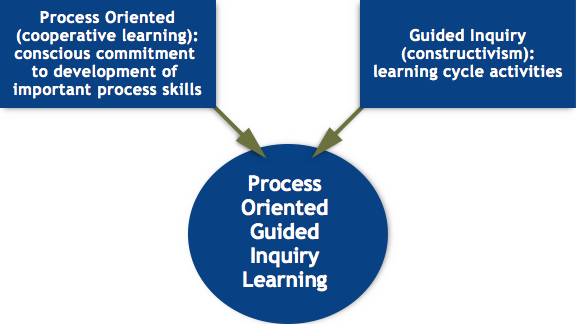 Process Oriented
(cooperative learning):
conscious commitment
to development of
important process skills
Guided Inquiry
(constructivism):
learning cycle activities
Process
Oriented
Guided
Inquiry
Learning